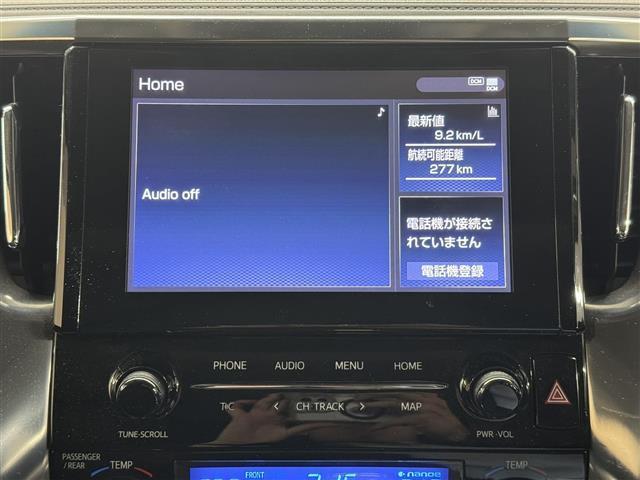 Home
DCM
DCM
最新値
9.2 km/L
航続可能距離
277 km
Audio off
電話機が接続さ
れていません
電話機登録
PHONE AUDIO MENU HOME
T·C < CH·TRACK > MAP
TUNE·SCROLL
PWR·VOL
PASSENGER
/REAR
TEMP
TEMP
FRONT
nanoe